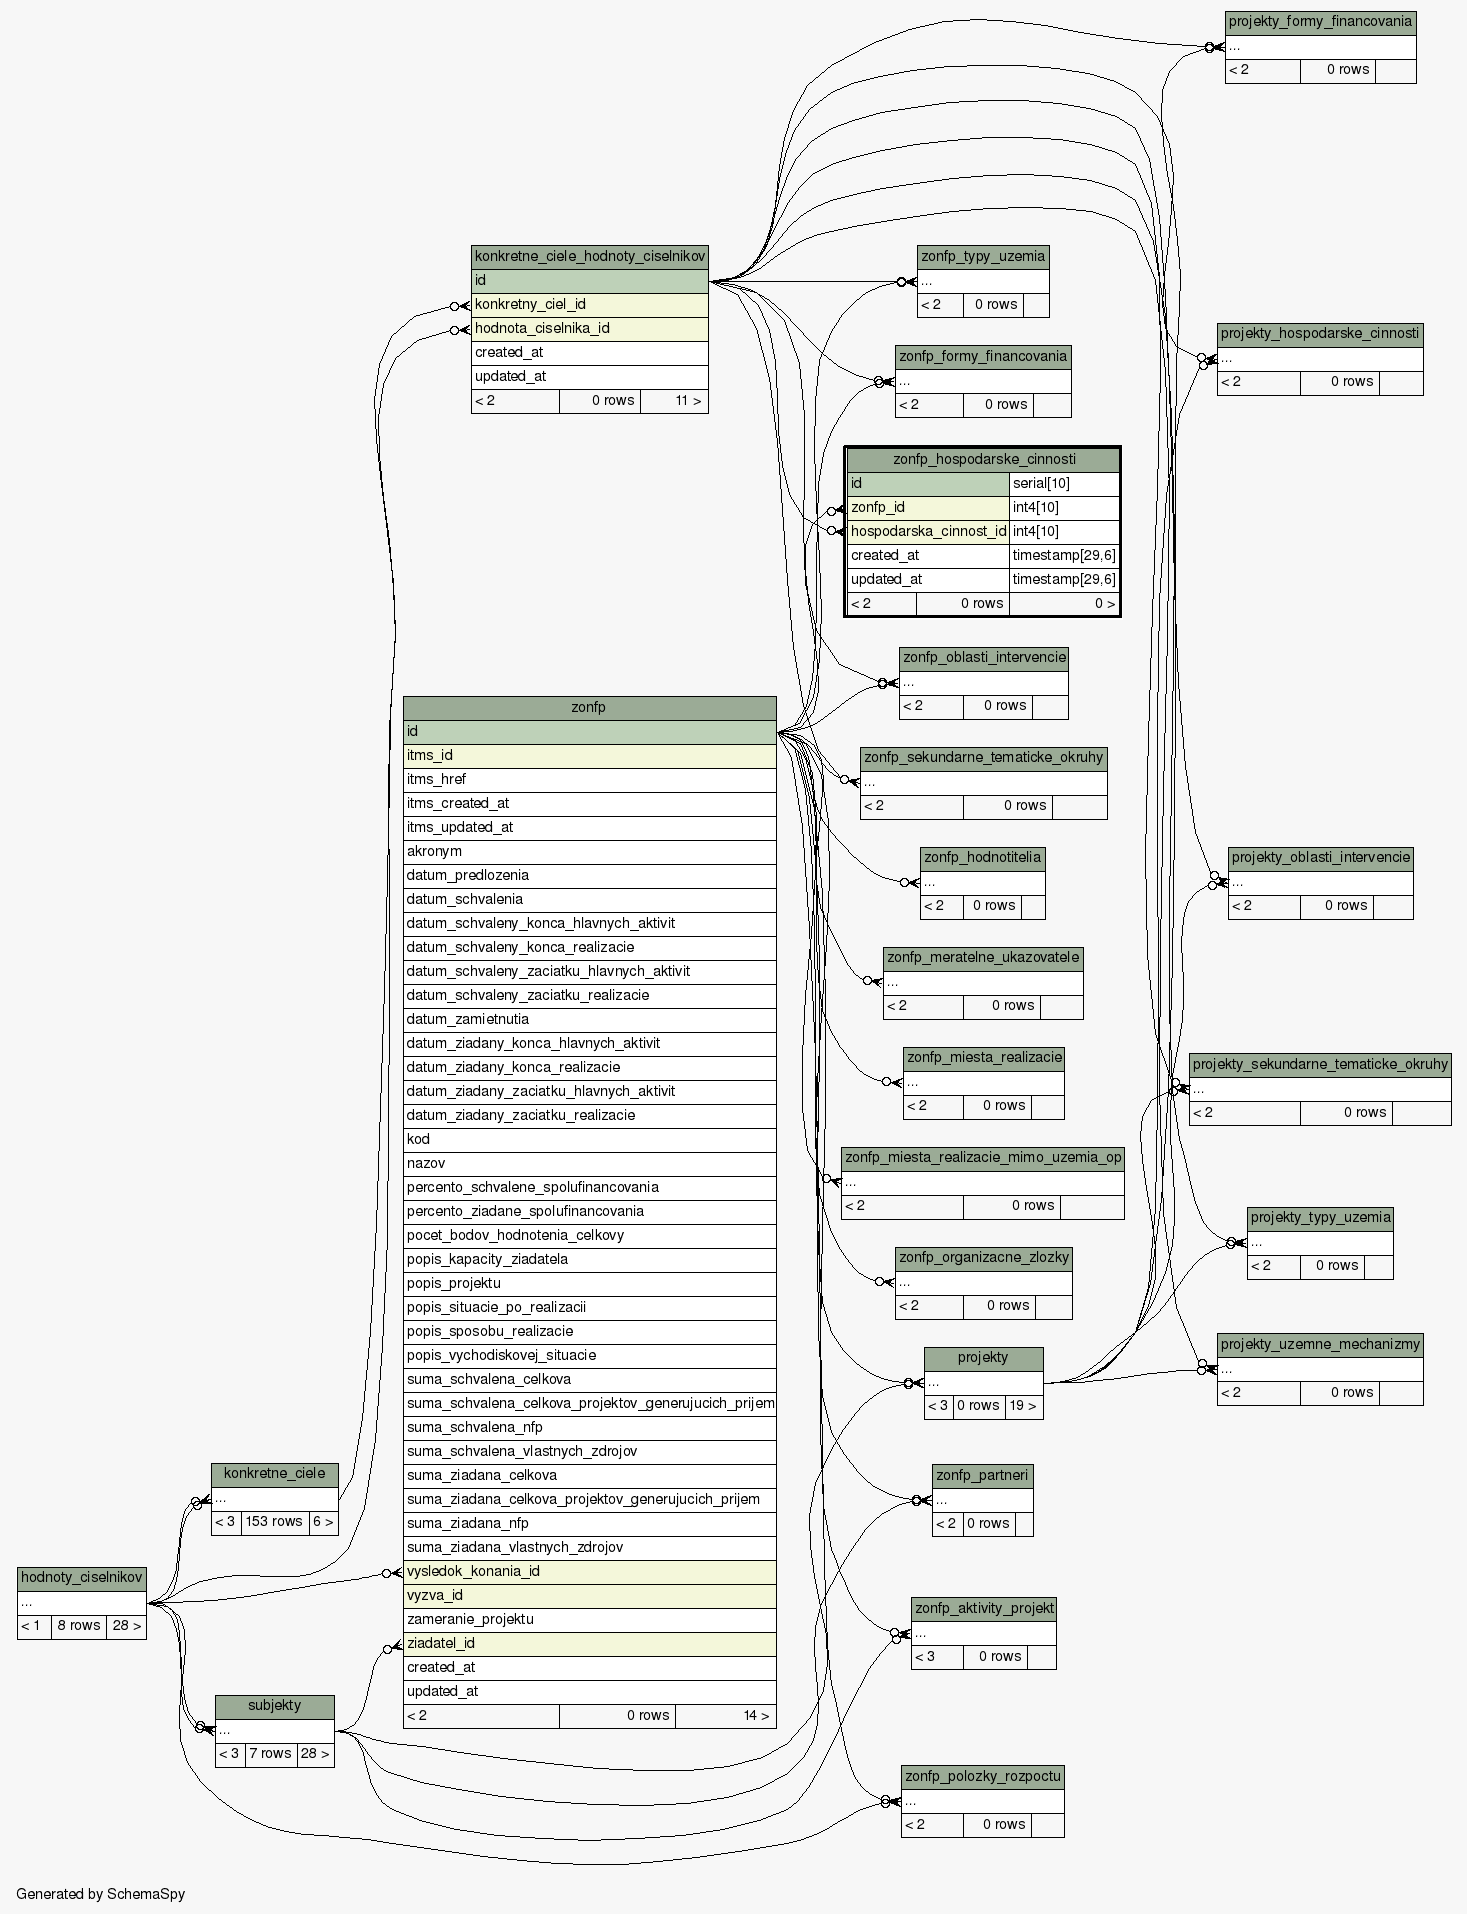 projekty_formy_financovania
...
< 2 0 rows
konkretne_ciele_hodnoty_ciselnikov
id
konkretny_ciel_id
hodnota_ciselnika_id
created_at
updated_at
< 2 0 rows 11 >
zonfp_typy_uzemia
...
< 2 0 rows
projekty_hospodarske_cinnosti
...
< 2 0 rows
zonfp_formy_financovania
...
< 2 0 rows
zonfp_hospodarske_cinnosti
id serial[10]
zonfp_id int4[10]
hospodarska_cinnost_id int4[10]
created_at timestamp[29,6]
updated_at timestamp[29,6]
< 2 0 rows 0 >
zonfp_oblasti_intervencie
...
< 2 0 rows
zonfp
id
itms_id
itms_href
itms_created_at
itms_updated_at
akronym
datum_predlozenia
datum_schvalenia
datum_schvaleny_konca_hlavnych_aktivit
datum_schvaleny_konca_realizacie
datum_schvaleny_zaciatku_hlavnych_aktivit
datum_schvaleny_zaciatku_realizacie
datum_zamietnutia
datum_ziadany_konca_hlavnych_aktivit
datum_ziadany_konca_realizacie
datum_ziadany_zaciatku_hlavnych_aktivit
datum_ziadany_zaciatku_realizacie
kod
nazov
percento_schvalene_spolufinancovania
percento_ziadane_spolufinancovania
pocet_bodov_hodnotenia_celkovy
popis_kapacity_ziadatela
popis_projektu
popis_situacie_po_realizacii
popis_sposobu_realizacie
popis_vychodiskovej_situacie
suma_schvalena_celkova
suma_schvalena_celkova_projektov_generujucich_prijem
suma_schvalena_nfp
suma_schvalena_vlastnych_zdrojov
suma_ziadana_celkova
suma_ziadana_celkova_projektov_generujucich_prijem
suma_ziadana_nfp
suma_ziadana_vlastnych_zdrojov
vysledok_konania_id
vyzva_id
zameranie_projektu
ziadatel_id
created_at
updated_at
< 2 0 rows 14 >
zonfp_sekundarne_tematicke_okruhy
...
< 2 0 rows
zonfp_hodnotitelia
...
< 2 0 rows
projekty_oblasti_intervencie
...
< 2 0 rows
zonfp_meratelne_ukazovatele
...
< 2 0 rows
zonfp_miesta_realizacie
...
< 2 0 rows
projekty_sekundarne_tematicke_okruhy
...
< 2 0 rows
zonfp_miesta_realizacie_mimo_uzemia_op
...
< 2 0 rows
projekty_typy_uzemia
...
< 2 0 rows
zonfp_organizacne_zlozky
...
< 2 0 rows
projekty_uzemne_mechanizmy
...
< 2 0 rows
projekty
...
< 3 0 rows 19 >
konkretne_ciele
...
< 3 153 rows 6 >
zonfp_partneri
...
< 2 0 rows
hodnoty_ciselnikov
...
< 1 8 rows 28 >
zonfp_aktivity_projekt
...
< 3 0 rows
subjekty
...
< 3 7 rows 28 >
zonfp_polozky_rozpoctu
...
< 2 0 rows
Generated by SchemaSpy